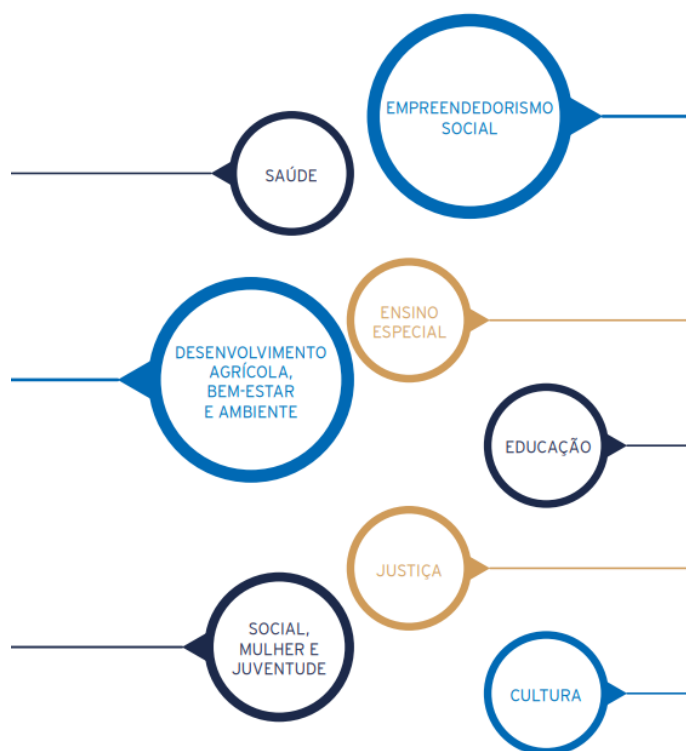 EMPREENDEDORISMO
SOCIAL
SAÚDE
ENSINO
ESPECIAL
DESENVOLVIMENTO
AGRÍCOLA,
BEM-ESTAR
E AMBIENTE
EDUCAÇÃO
JUSTIÇA
SOCIAL,
MULHER E
JUVENTUDE
CULTURA